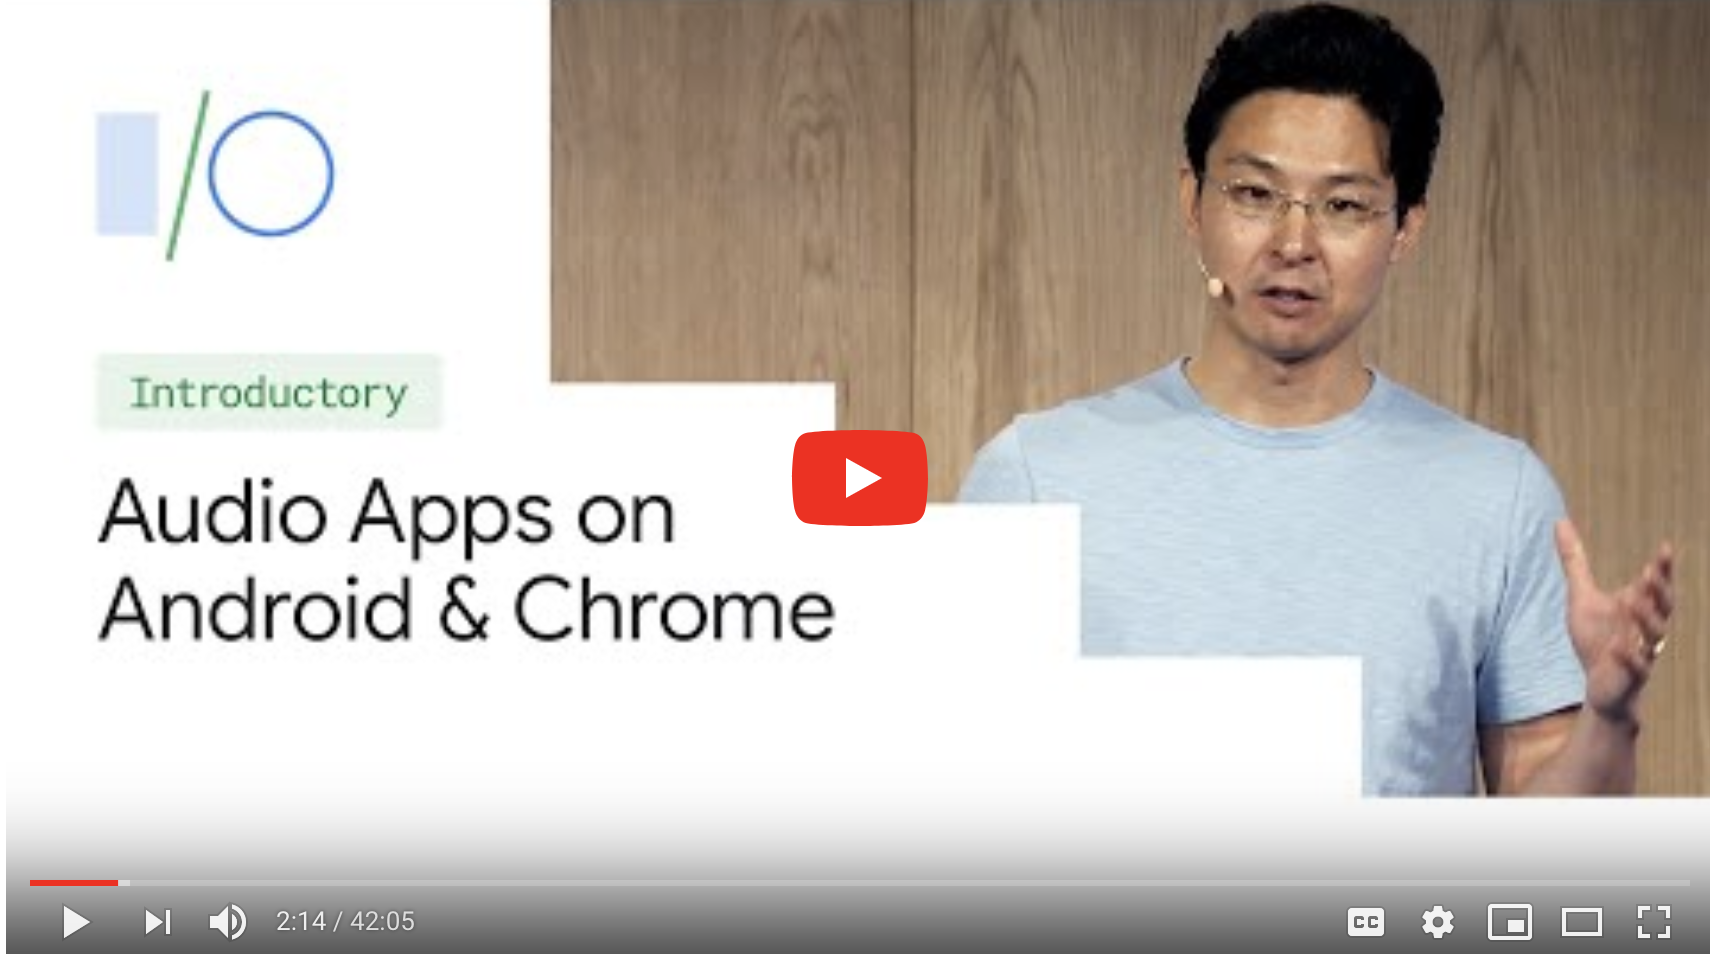 I/O
Introductory
Audio Apps on
Android & Chrome
2:14 / 42:05
CC